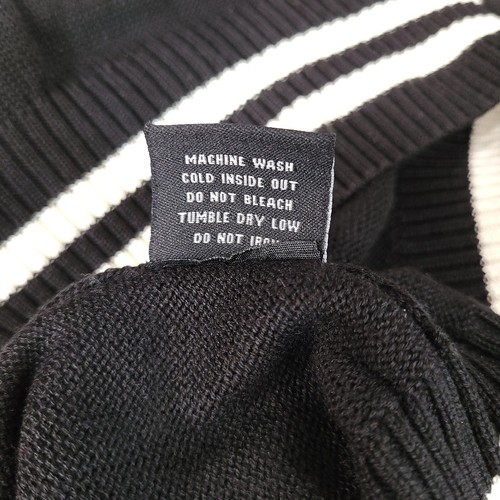 MACHINE WASH
COLD INSIDE OUT
DO NOT BLEACH
TUMBLE DRY LOW
DO NOT IRON